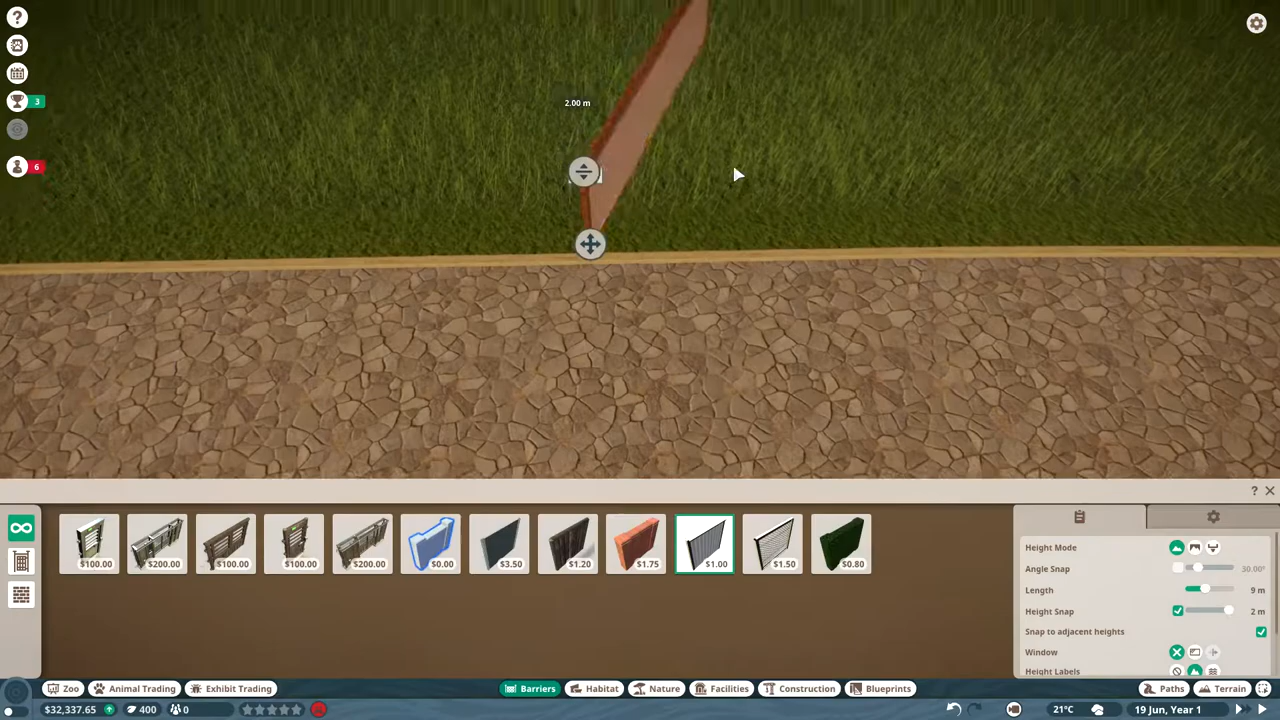 ?
3
6
2.00 m
?
$100.00
$200.00
$100.00
$100.00
$200.00
$0.00
$3.50
$1.20
$1.75
$1.00
$1.50
$0.80
Height Mode
Angle Snap 30.00°
Length 9 m
Height Snap 2 m
Snap to adjacent heights
Window
Height Labels
Zoo Animal Trading Exhibit Trading Barriers Habitat Nature Facilities Construction Blueprints Paths Terrain
$32,337.65 400 0 21°C 19 Jun, Year 1